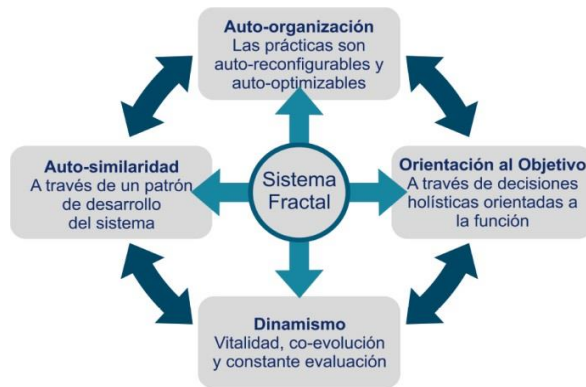 Auto-organización
Las prácticas son
auto-reconfigurables y
auto-optimizables
Auto-similaridad
A través de un patrón
de desarrollo
del sistema
Sistema
Fractal
Orientación al Objetivo
A través de decisiones
holísticas orientadas a
la función
Dinamismo
Vitalidad, co-evolución
y constante evaluación